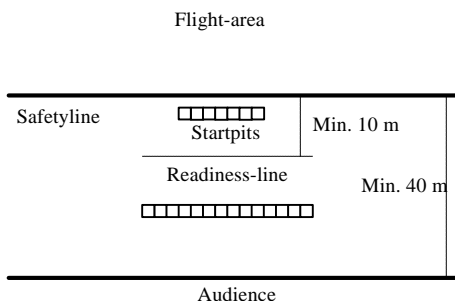 Flight-area
Safetyline
Startpits
Min. 10 m
Readiness-line
Min. 40 m
Audience